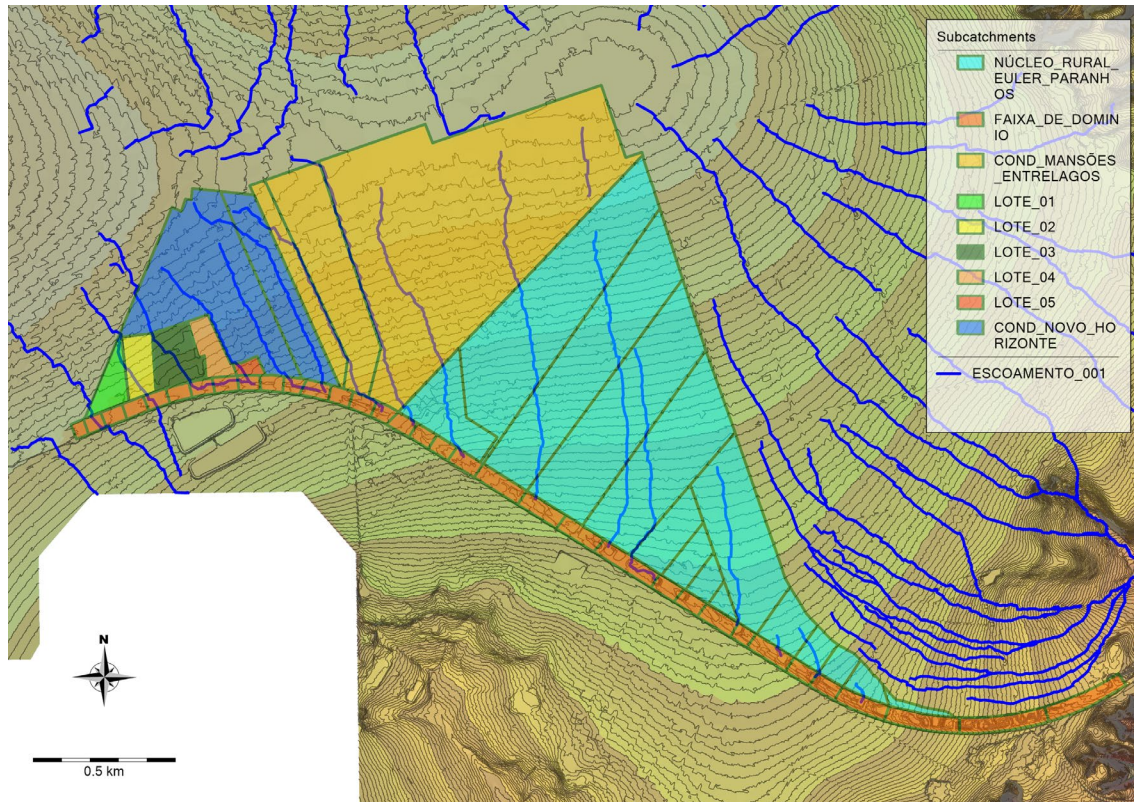 Subcatchments
NÚCLEO_RURAL_
EULER_PARANH
OS
FAIXA_DE_DOMIN
IO
COND_MANSÕES
_ENTRELAGOS
LOTE_01
LOTE_02
LOTE_03
LOTE_04
LOTE_05
COND_NOVO_HO
RIZONTE
ESCOAMENTO_001
N
0.5 km